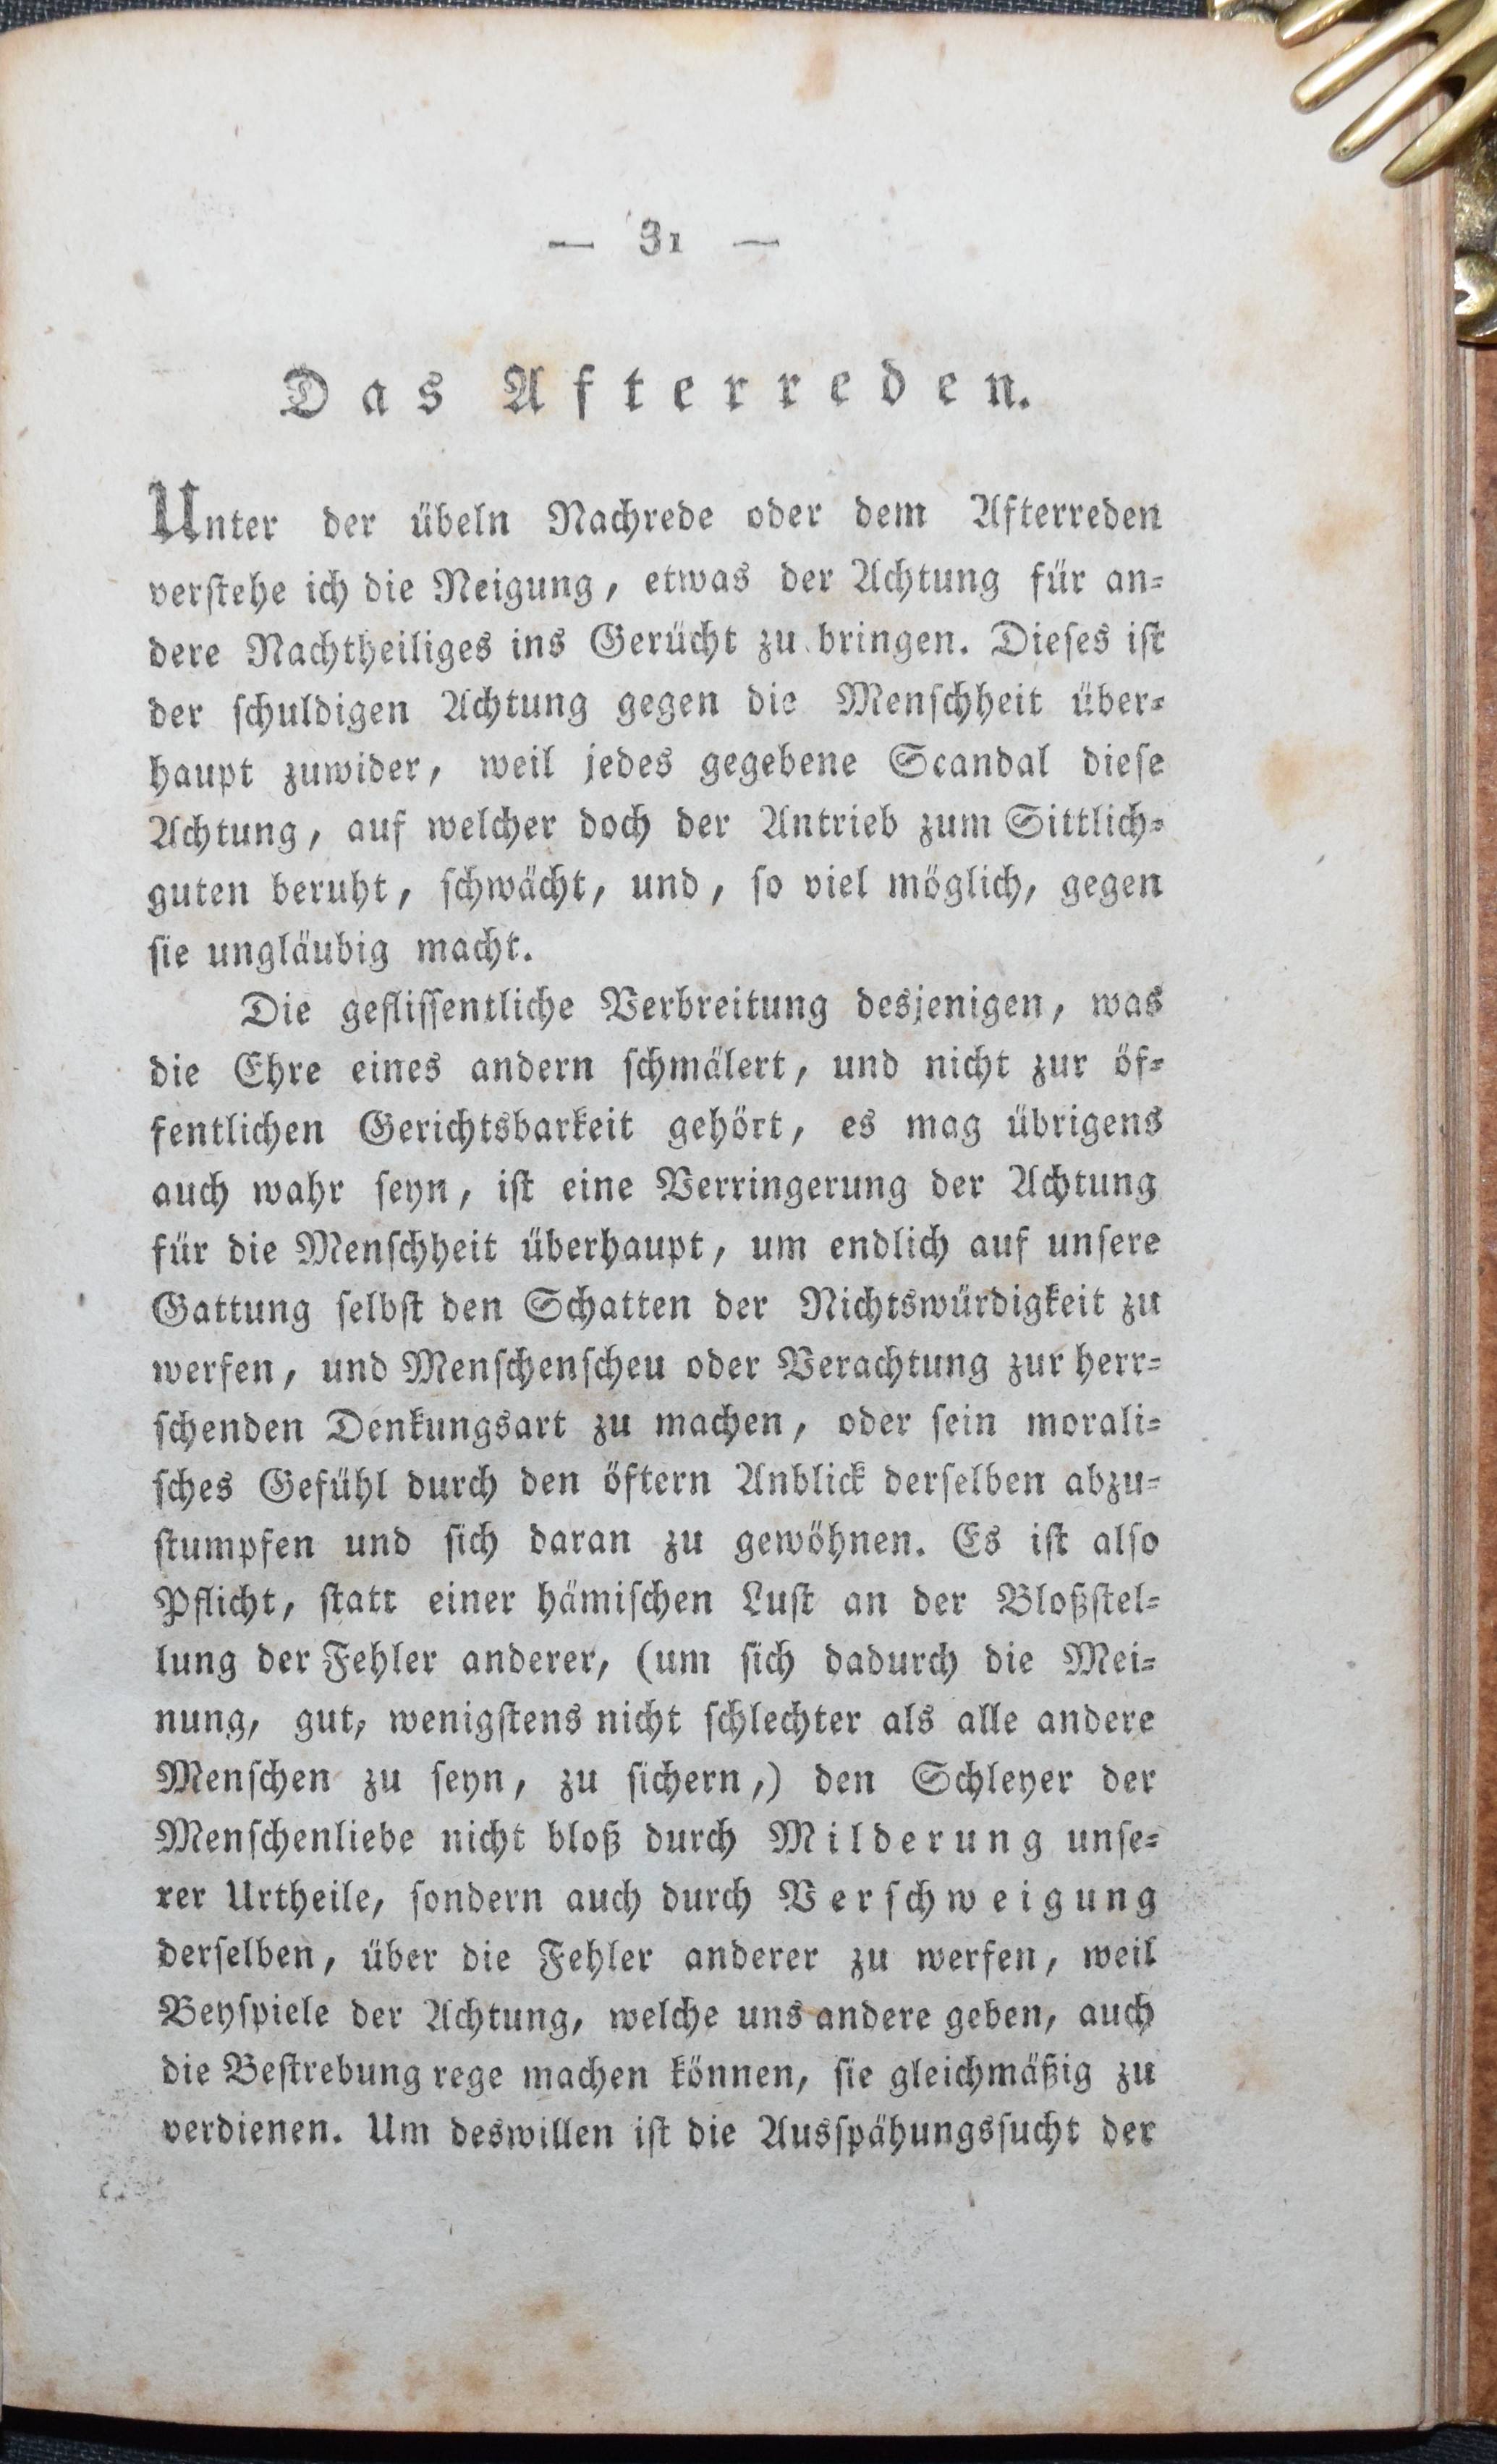 — 31 —
Das Afterreden.
Unter der übeln Nachrede oder dem Afterreden
verstehe ich die Neigung, etwas der Achtung für an-
dere Nachtheiliges ins Gerücht zu bringen. Dieses ist
der schuldigen Achtung gegen die Menschheit über-
haupt zuwider, weil jedes gegebene Scandal diese
Achtung, auf welcher doch der Antrieb zum Sittlich-
guten beruht, schwächt, und, so viel möglich, gegen
sie ungläubig macht.
Die geflissentliche Verbreitung desjenigen, was
die Ehre eines andern schmälert, und nicht zur öf-
fentlichen Gerichtsbarkeit gehört, es mag übrigens
auch wahr seyn, ist eine Verringerung der Achtung
für die Menschheit überhaupt, um endlich auf unsere
Gattung selbst den Schatten der Nichtswürdigkeit zu
werfen, und Menschenscheu oder Verachtung zur herr-
schenden Denkungsart zu machen, oder sein morali-
sches Gefühl durch den öftern Anblick derselben abzu-
stumpfen und sich daran zu gewöhnen. Es ist also
Pflicht, statt einer hämischen Lust an der Bloßstel-
lung der Fehler anderer, (um sich dadurch die Mei-
nung, gut, wenigstens nicht schlechter als alle andere
Menschen zu seyn, zu sichern,) den Schleyer der
Menschenliebe nicht bloß durch Milderung unse-
rer Urtheile, sondern auch durch Verschweigung
derselben, über die Fehler anderer zu werfen, weil
Beyspiele der Achtung, welche uns andere geben, auch
die Bestrebung rege machen können, sie gleichmäßig zu
verdienen. Um deswillen ist die Ausspähungssucht der